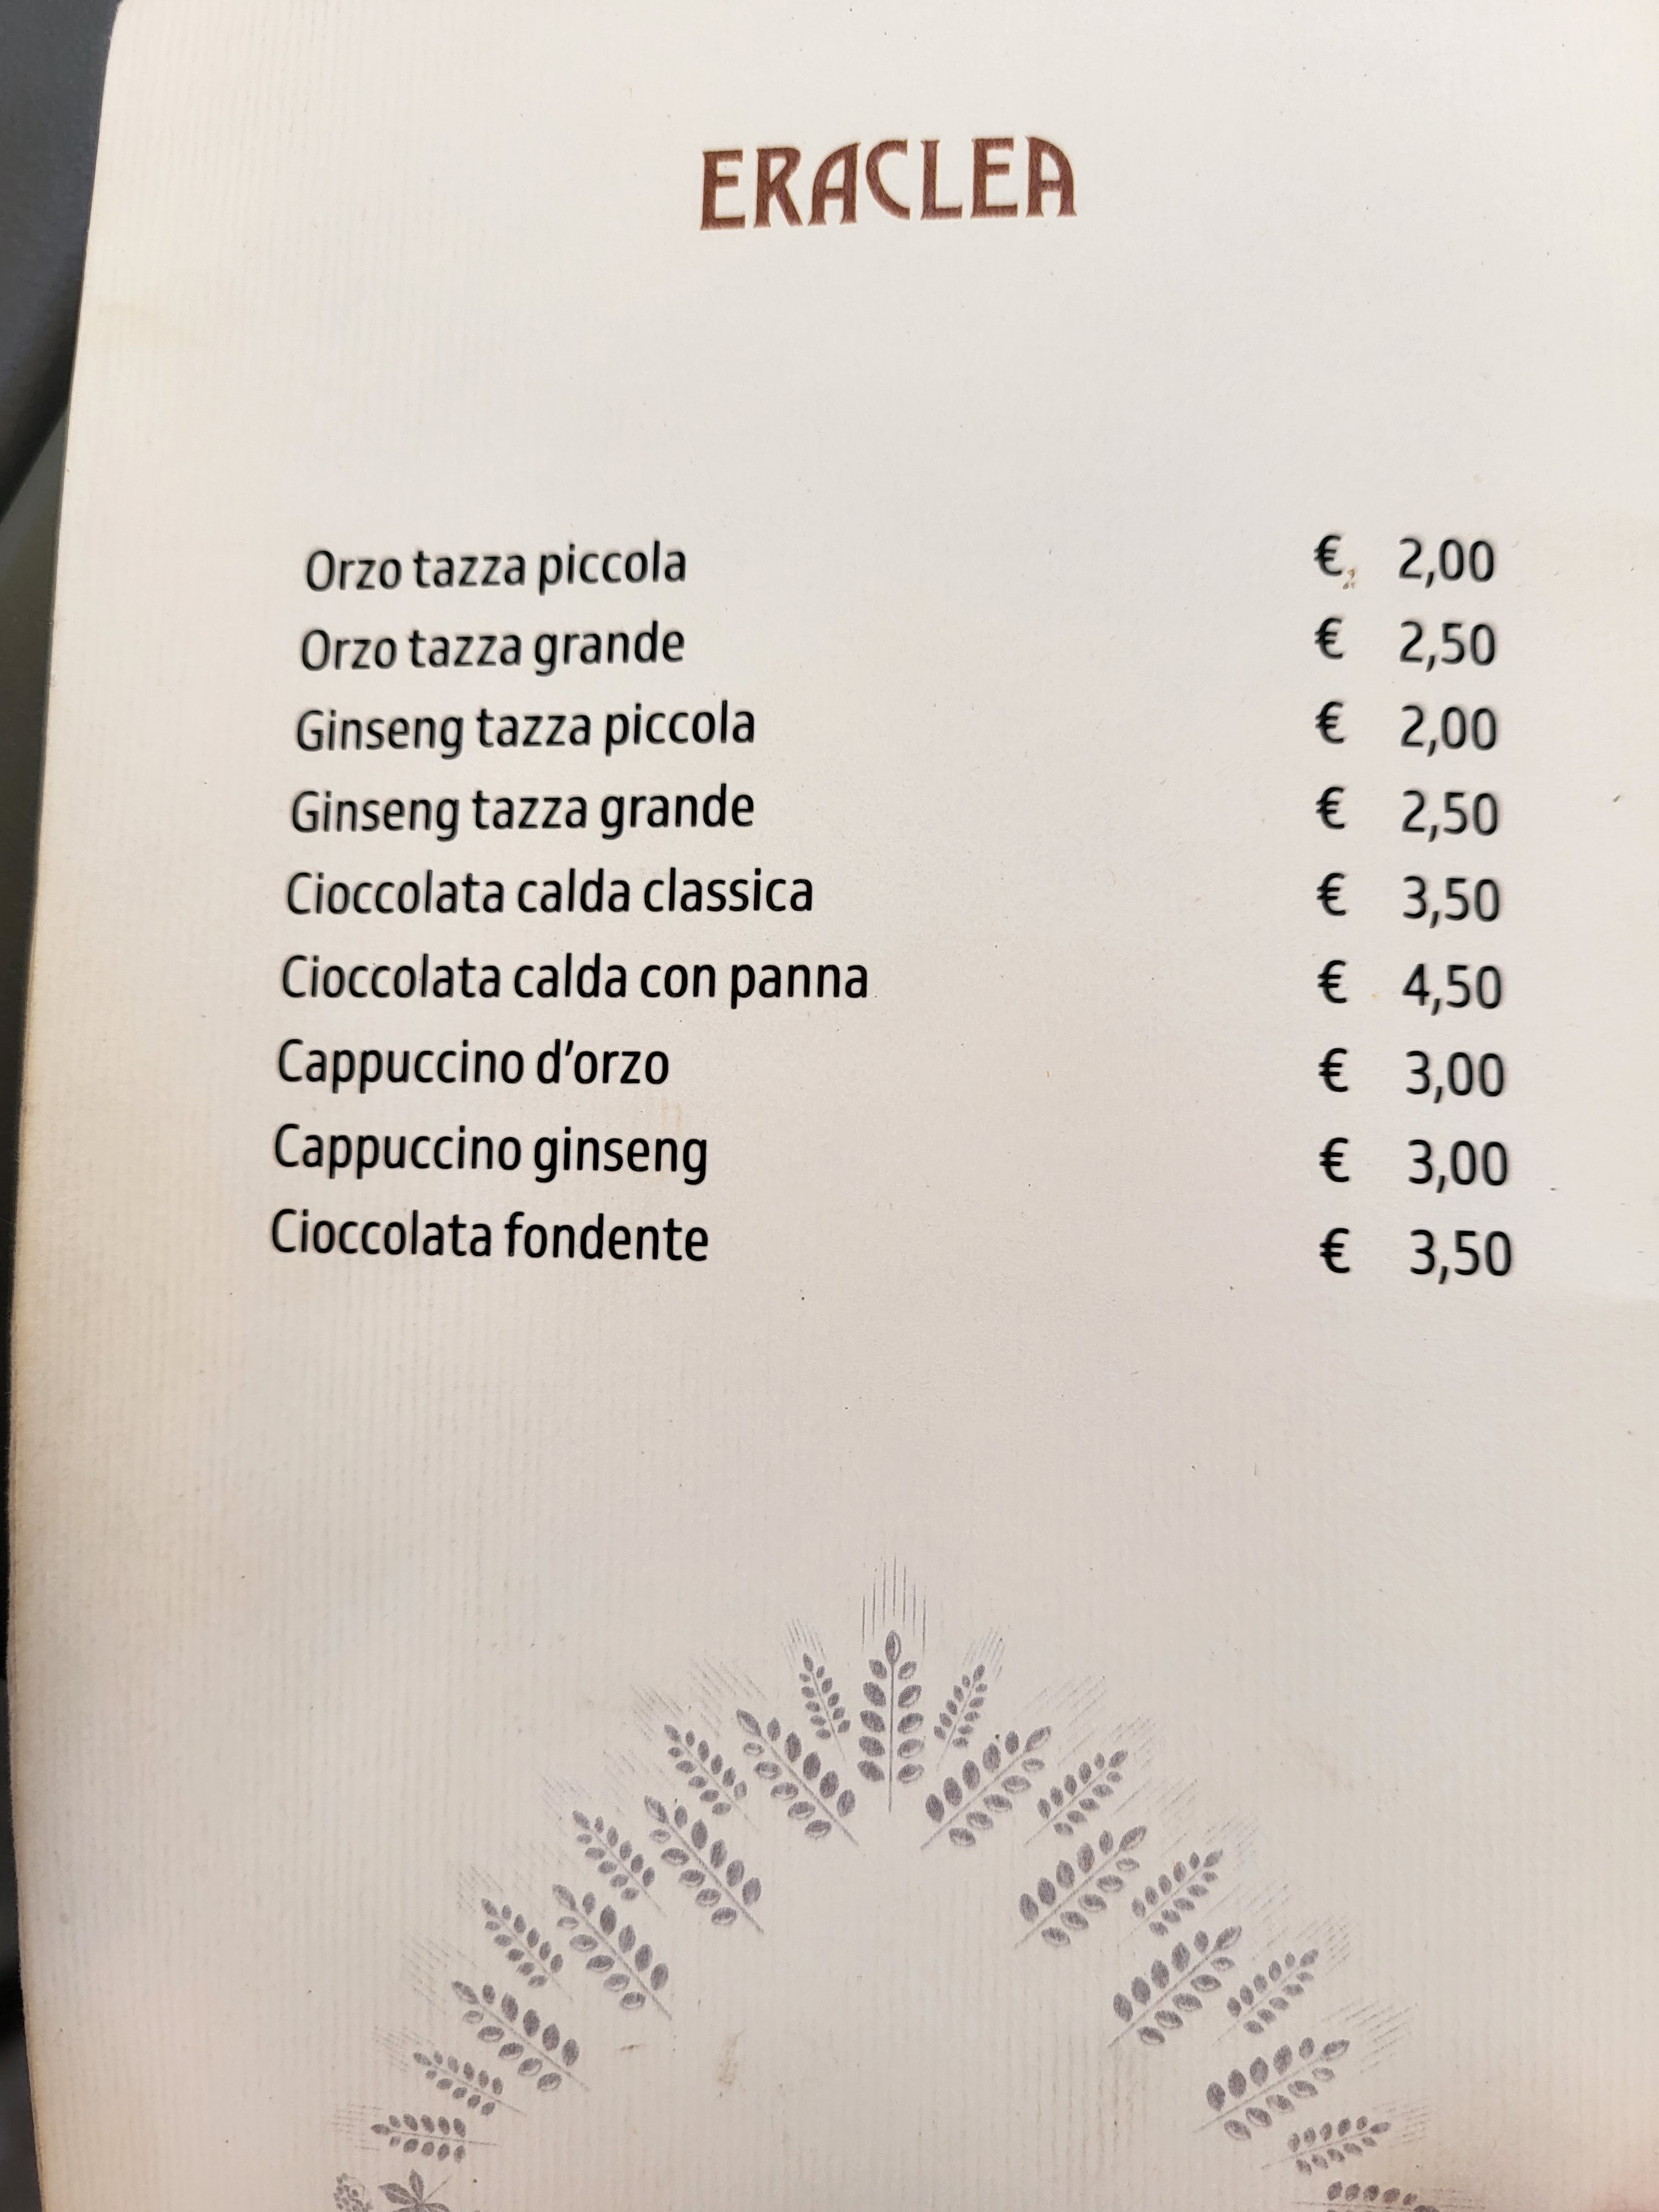 ERACLEA
Orzo tazza piccola € 2,00
Orzo tazza grande € 2,50
Ginseng tazza piccola € 2,00
Ginseng tazza grande € 2,50
Cioccolata calda classica € 3,50
Cioccolata calda con panna € 4,50
Cappuccino d’orzo € 3,00
Cappuccino ginseng € 3,00
Cioccolata fondente € 3,50